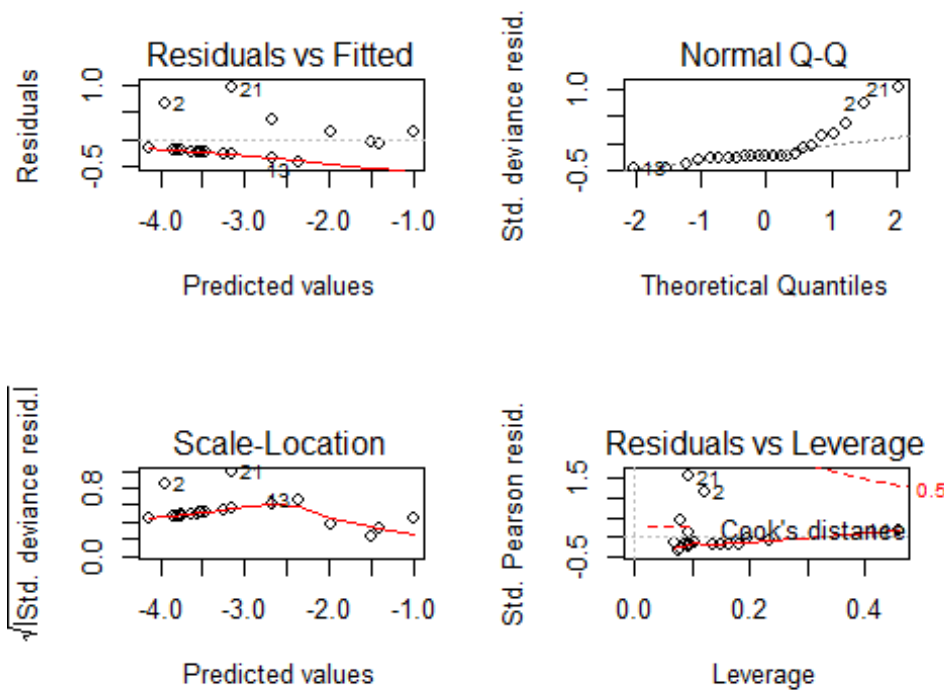 Residuals vs Fitted
Residuals
1.0
-0.5
2
21
13
-4.0 -3.0 -2.0 -1.0
Predicted values
Normal Q-Q
Std. deviance resid.
1.0
-0.5
21
2
13
-2 -1 0 1 2
Theoretical Quantiles
Scale-Location
√|Std. deviance resid.|
0.8
0.0
2
21
13
-4.0 -3.0 -2.0 -1.0
Predicted values
Residuals vs Leverage
Std. Pearson resid.
1.5
-0.5
21
2
0.5
Cook's distance
0.0 0.2 0.4
Leverage